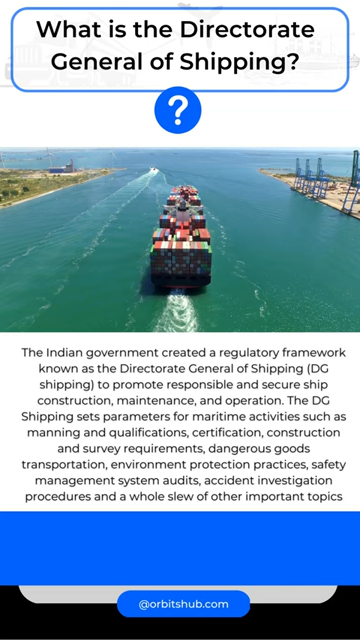 What is the Directorate
General of Shipping?
?
The Indian government created a regulatory framework
known as the Directorate General of Shipping (DG
shipping) to promote responsible and secure ship
construction, maintenance, and operation. The DG
Shipping sets parameters for maritime activities such as
manning and qualifications, certification, construction
and survey requirements, dangerous goods
transportation, environment protection practices, safety
management system audits, accident investigation
procedures and a whole slew of other important topics
@orbitshub.com